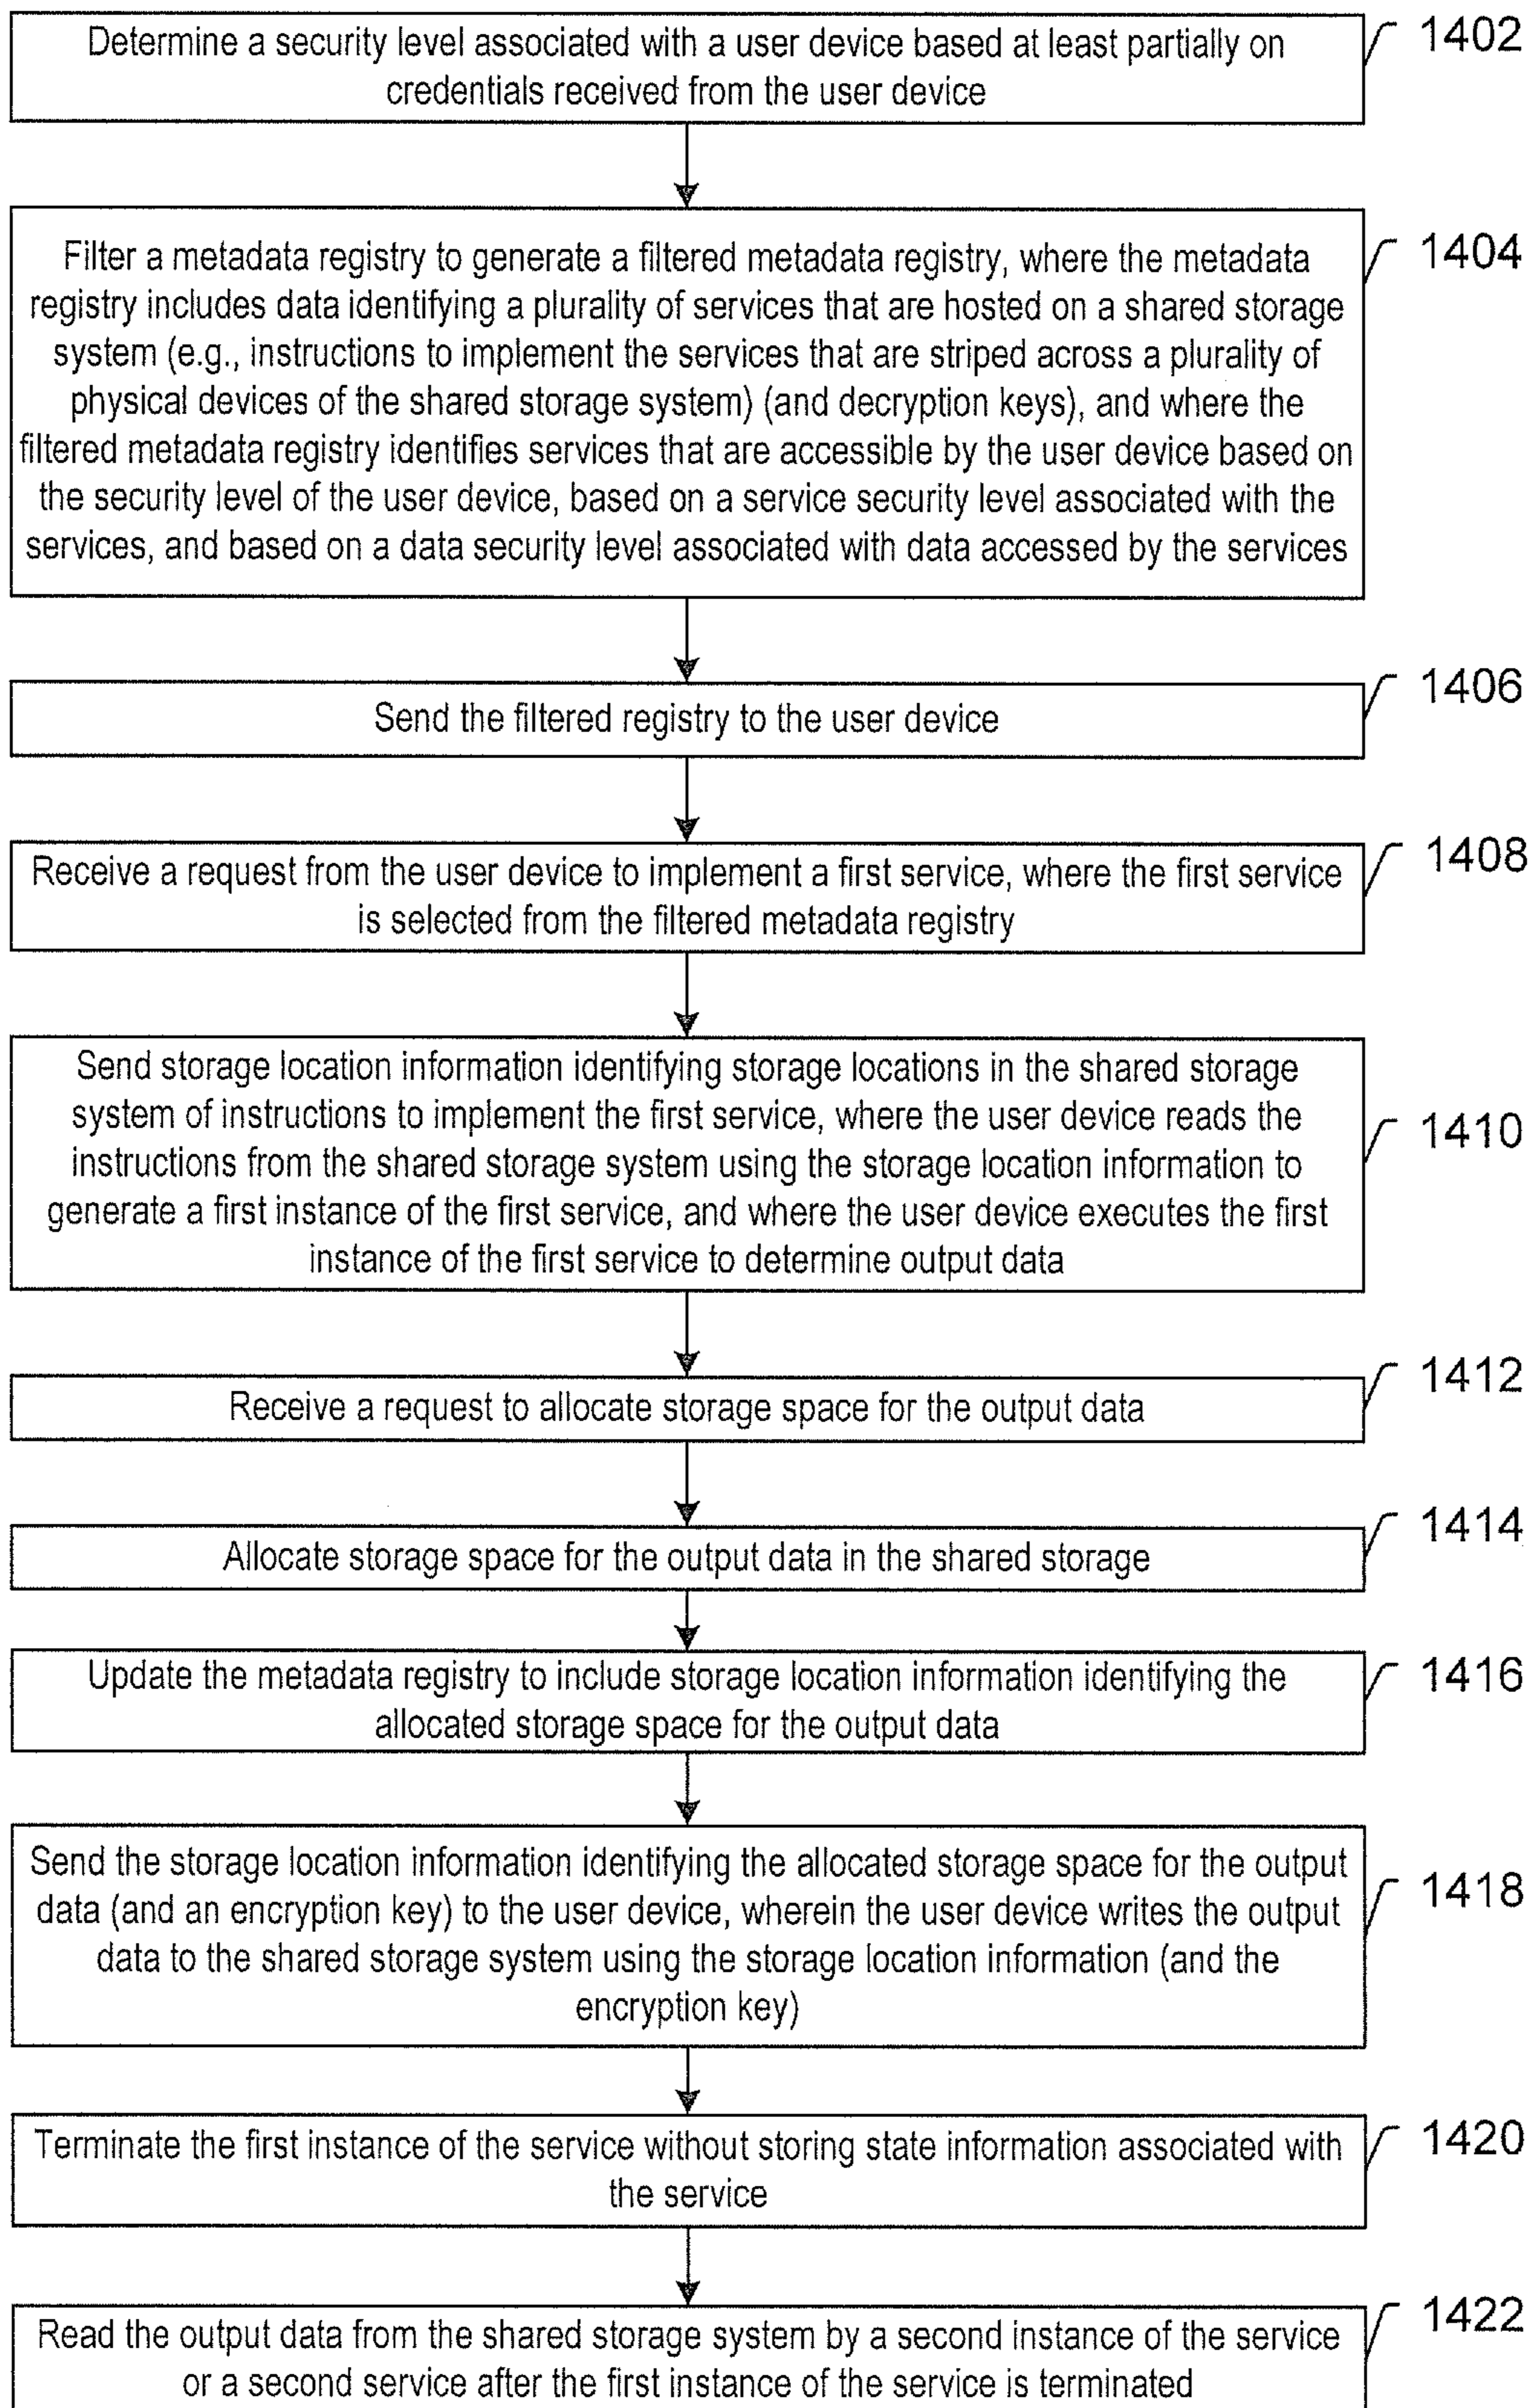 Determine a security level associated with a user device based at least partially on
credentials received from the user device
1402
Filter a metadata registry to generate a filtered metadata registry, where the metadata
registry includes data identifying a plurality of services that are hosted on a shared storage
system (e.g., instructions to implement the services that are striped across a plurality of
physical devices of the shared storage system) (and decryption keys), and where the
filtered metadata registry identifies services that are accessible by the user device based on
the security level of the user device, based on a service security level associated with the
services, and based on a data security level associated with data accessed by the services
1404
Send the filtered registry to the user device
1406
Receive a request from the user device to implement a first service, where the first service
is selected from the filtered metadata registry
1408
Send storage location information identifying storage locations in the shared storage
system of instructions to implement the first service, where the user device reads the
instructions from the shared storage system using the storage location information to
generate a first instance of the first service, and where the user device executes the first
instance of the first service to determine output data
1410
Receive a request to allocate storage space for the output data
1412
Allocate storage space for the output data in the shared storage
1414
Update the metadata registry to include storage location information identifying the
allocated storage space for the output data
1416
Send the storage location information identifying the allocated storage space for the output
data (and an encryption key) to the user device, wherein the user device writes the output
data to the shared storage system using the storage location information (and the
encryption key)
1418
Terminate the first instance of the service without storing state information associated with
the service
1420
Read the output data from the shared storage system by a second instance of the service
or a second service after the first instance of the service is terminated
1422